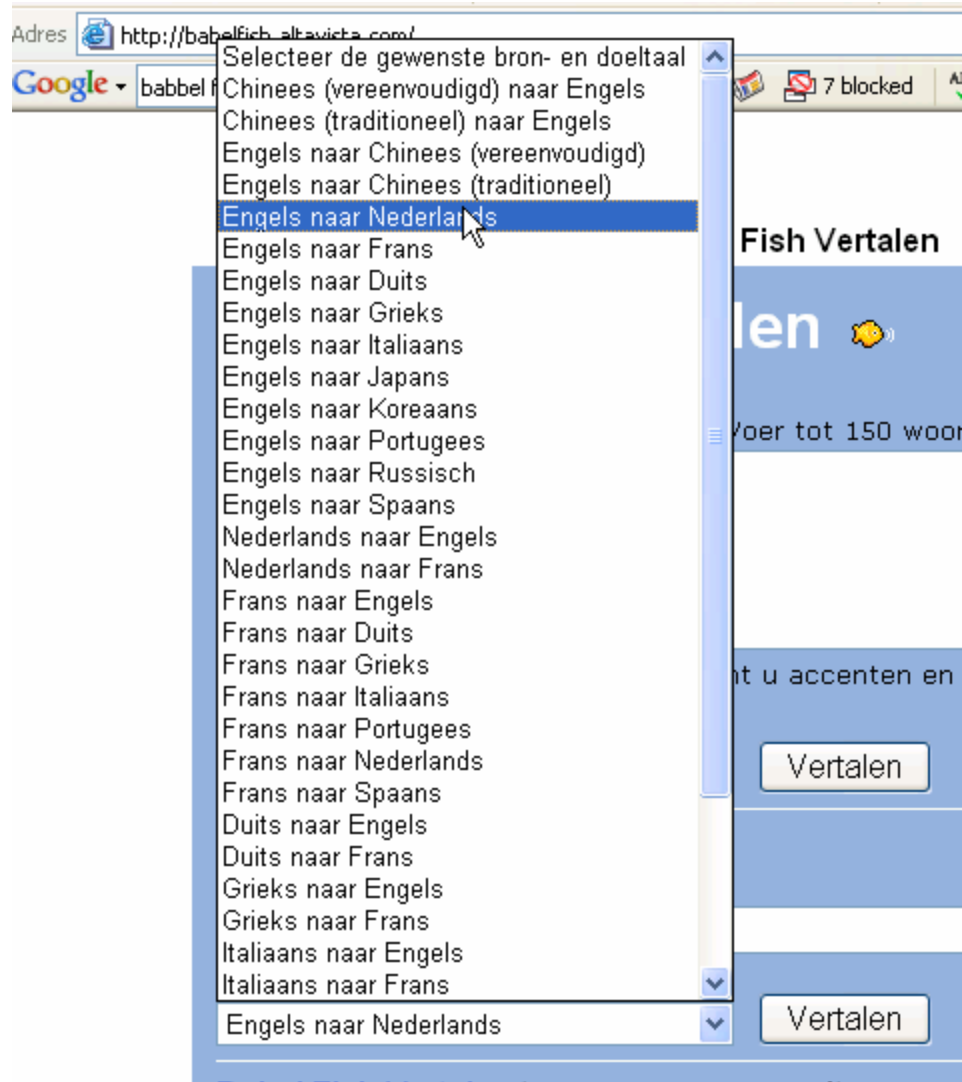 Adres http://babelfish.altavista.com/
Google babbel f 7 blocked
Selecteer de gewenste bron- en doeltaal
Chinees (vereenvoudigd) naar Engels
Chinees (traditioneel) naar Engels
Engels naar Chinees (vereenvoudigd)
Engels naar Chinees (traditioneel)
Engels naar Nederlands
Engels naar Frans
Engels naar Duits
Engels naar Grieks
Engels naar Italiaans
Engels naar Japans
Engels naar Koreaans
Engels naar Portugees
Engels naar Russisch
Engels naar Spaans
Nederlands naar Engels
Nederlands naar Frans
Frans naar Engels
Frans naar Duits
Frans naar Grieks
Frans naar Italiaans
Frans naar Portugees
Frans naar Nederlands
Frans naar Spaans
Duits naar Engels
Duits naar Frans
Grieks naar Engels
Grieks naar Frans
Italiaans naar Engels
Italiaans naar Frans
Engels naar Nederlands
Fish Vertalen
len
Voer tot 150 woor
nt u accenten en
Vertalen
Vertalen